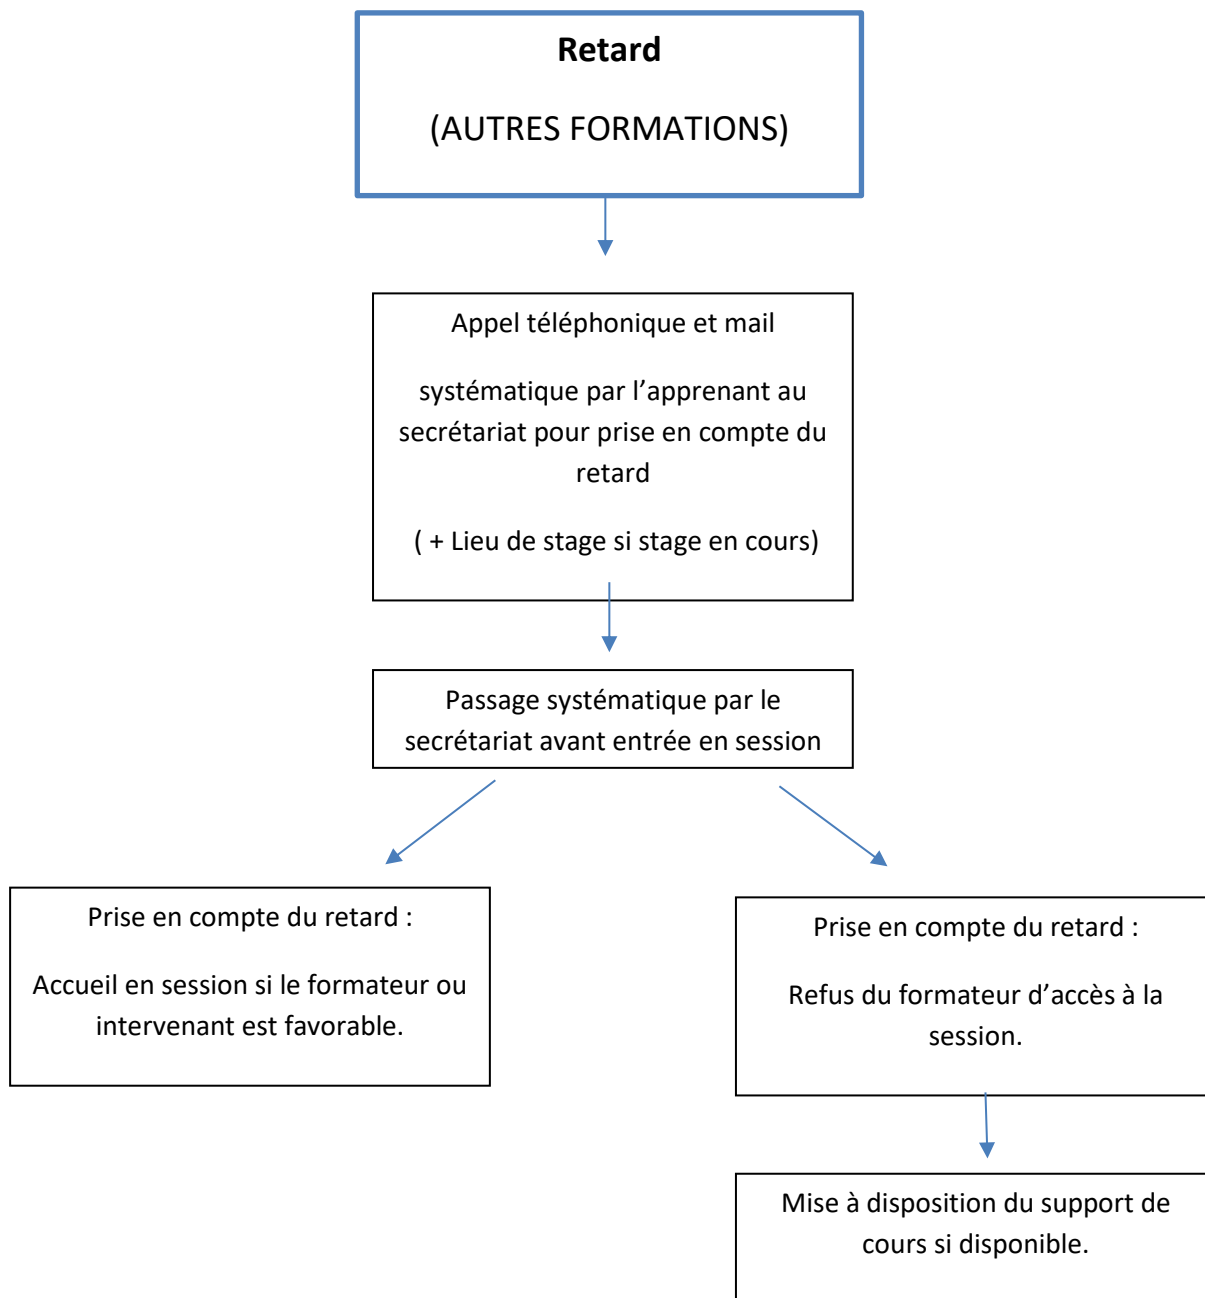 Retard
(AUTRES FORMATIONS)
Appel téléphonique et mail
systématique par l’apprenant au
secrétariat pour prise en compte du
retard
( + Lieu de stage si stage en cours)
Passage systématique par le
secrétariat avant entrée en session
Prise en compte du retard :
Accueil en session si le formateur ou
intervenant est favorable.
Prise en compte du retard :
Refus du formateur d’accès à la
session.
Mise à disposition du support de
cours si disponible.